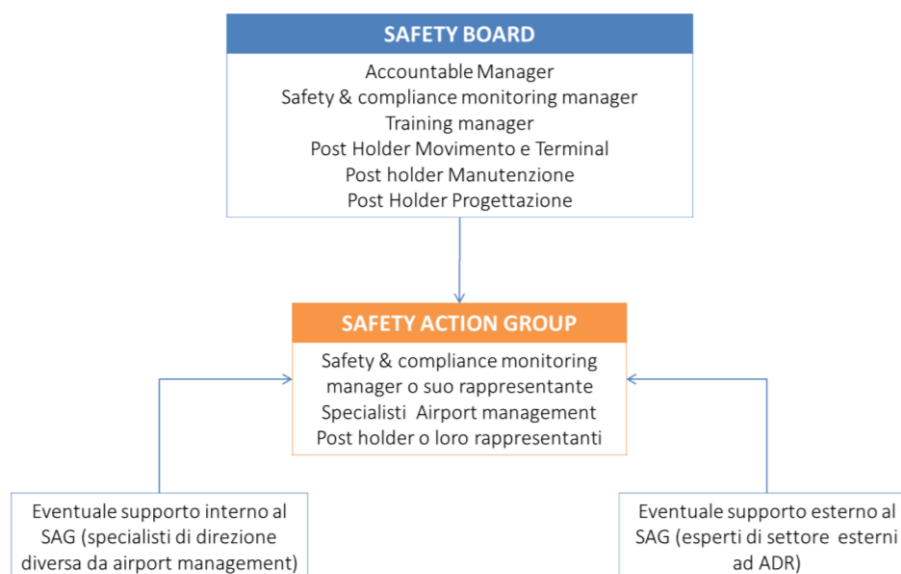 SAFETY BOARD
Accountable Manager
Safety & compliance monitoring manager
Training manager
Post Holder Movimento e Terminal
Post holder Manutenzione
Post Holder Progettazione
SAFETY ACTION GROUP
Safety & compliance monitoring
manager o suo rappresentante
Specialisti Airport management
Post holder o loro rappresentanti
Eventuale supporto interno al
SAG (specialisti di direzione
diversa da airport management)
Eventuale supporto esterno al
SAG (esperti di settore esterni
ad ADR)